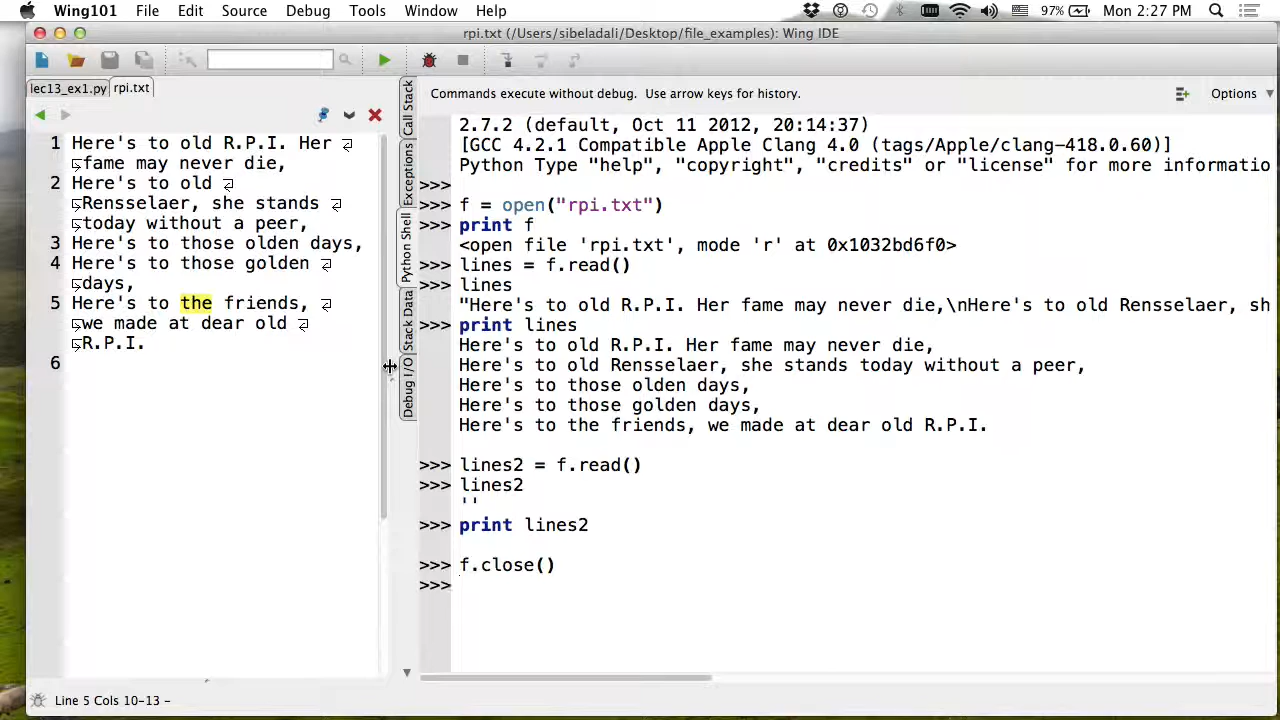 Wing101 File Edit Source Debug Tools Window Help 97% Mon 2:27 PM
rpi.txt (/Users/sibeladali/Desktop/file_examples): Wing IDE
lec13_ex1.py rpi.txt
1 Here's to old R.P.I. Her
fame may never die,
2 Here's to old
Rensselaer, she stands
today without a peer,
3 Here's to those olden days,
4 Here's to those golden
days,
5 Here's to the friends,
we made at dear old
R.P.I.
6
Call Stack
Exceptions
Python Shell
Stack Data
Debug I/O
Commands execute without debug. Use arrow keys for history.
Options
2.7.2 (default, Oct 11 2012, 20:14:37)
[GCC 4.2.1 Compatible Apple Clang 4.0 (tags/Apple/clang-418.0.60)]
Python Type "help", "copyright", "credits" or "license" for more informatio
>>>
>>> f = open("rpi.txt")
>>> print f
<open file 'rpi.txt', mode 'r' at 0x1032bd6f0>
>>> lines = f.read()
>>> lines
"Here's to old R.P.I. Her fame may never die,\nHere's to old Rensselaer, sh
>>> print lines
Here's to old R.P.I. Her fame may never die,
Here's to old Rensselaer, she stands today without a peer,
Here's to those olden days,
Here's to those golden days,
Here's to the friends, we made at dear old R.P.I.
>>> lines2 = f.read()
>>> lines2
''
>>> print lines2
>>> f.close()
>>>
Line 5 Cols 10-13 –